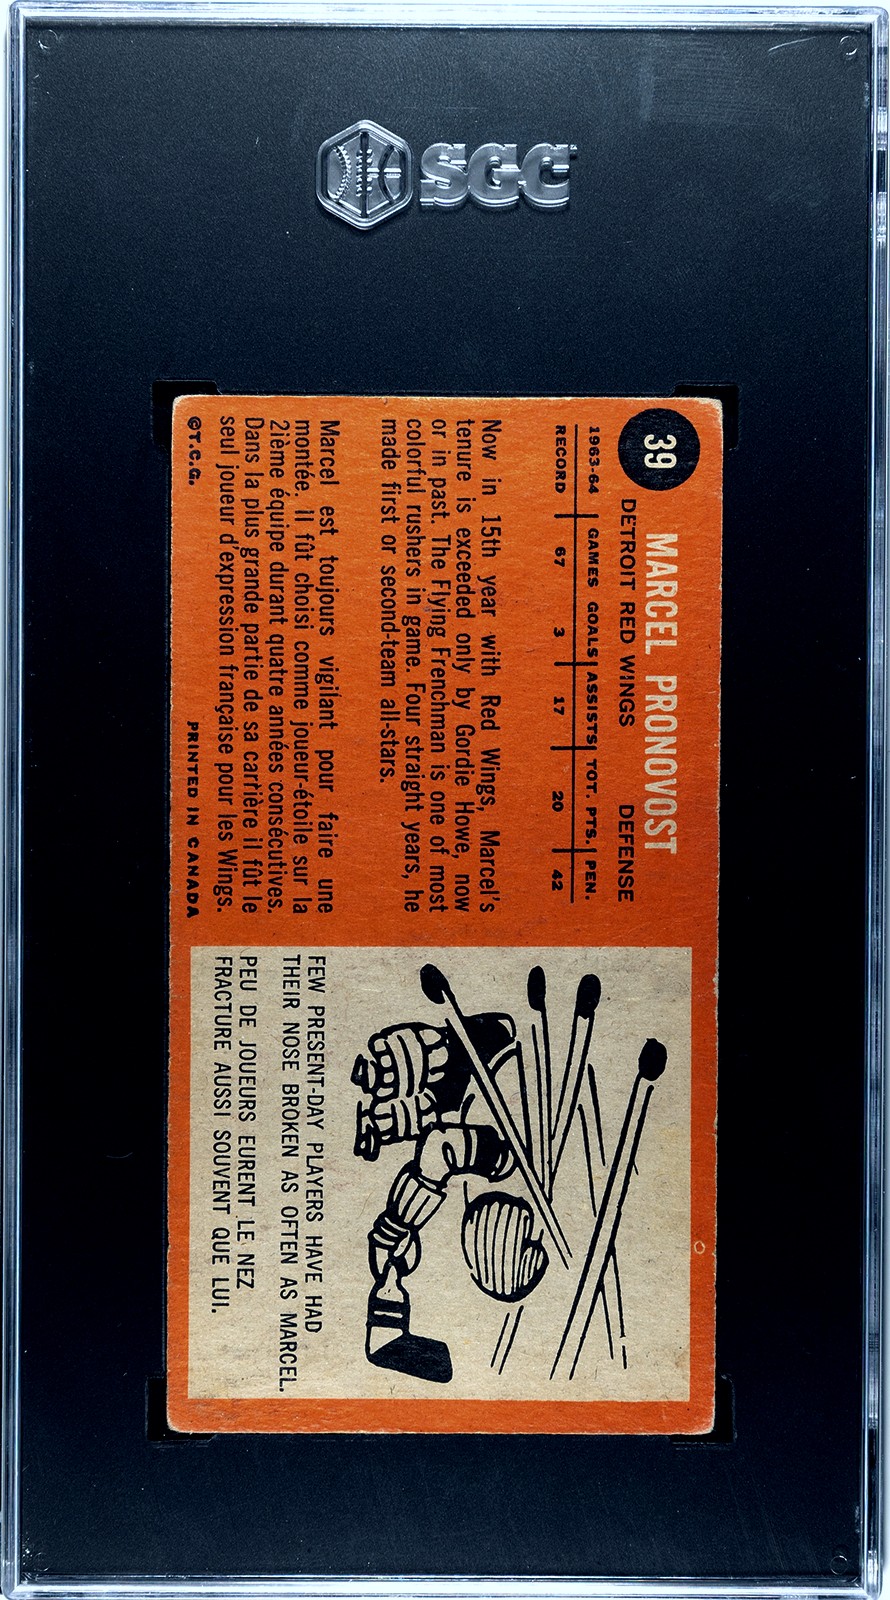 SGC
39
MARCEL PRONOVOST
DETROIT RED WINGS DEFENSE
1963-64 GAMES GOALS ASSISTS TOT. PTS. PEN.
RECORD 67 3 17 20 42
Now in 15th year with Red Wings, Marcel's
tenure is exceeded only by Gordie Howe, now
or in past. The Flying Frenchman is one of most
colorful rushers in game. Four straight years, he
made first or second-team all-stars.
Marcel est toujours vigilant pour faire une
montée. Il fût choisi comme joueur-étoile sur la
2ième équipe durant quatre années consécutives.
Dans la plus grande partie de sa carrière il fût le
seul joueur d'expression française pour les Wings.
©T.C.G. PRINTED IN CANADA
FEW PRESENT-DAY PLAYERS HAVE HAD
THEIR NOSE BROKEN AS OFTEN AS MARCEL.
PEU DE JOUEURS EURENT LE NEZ
FRACTURE AUSSI SOUVENT QUE LUI.